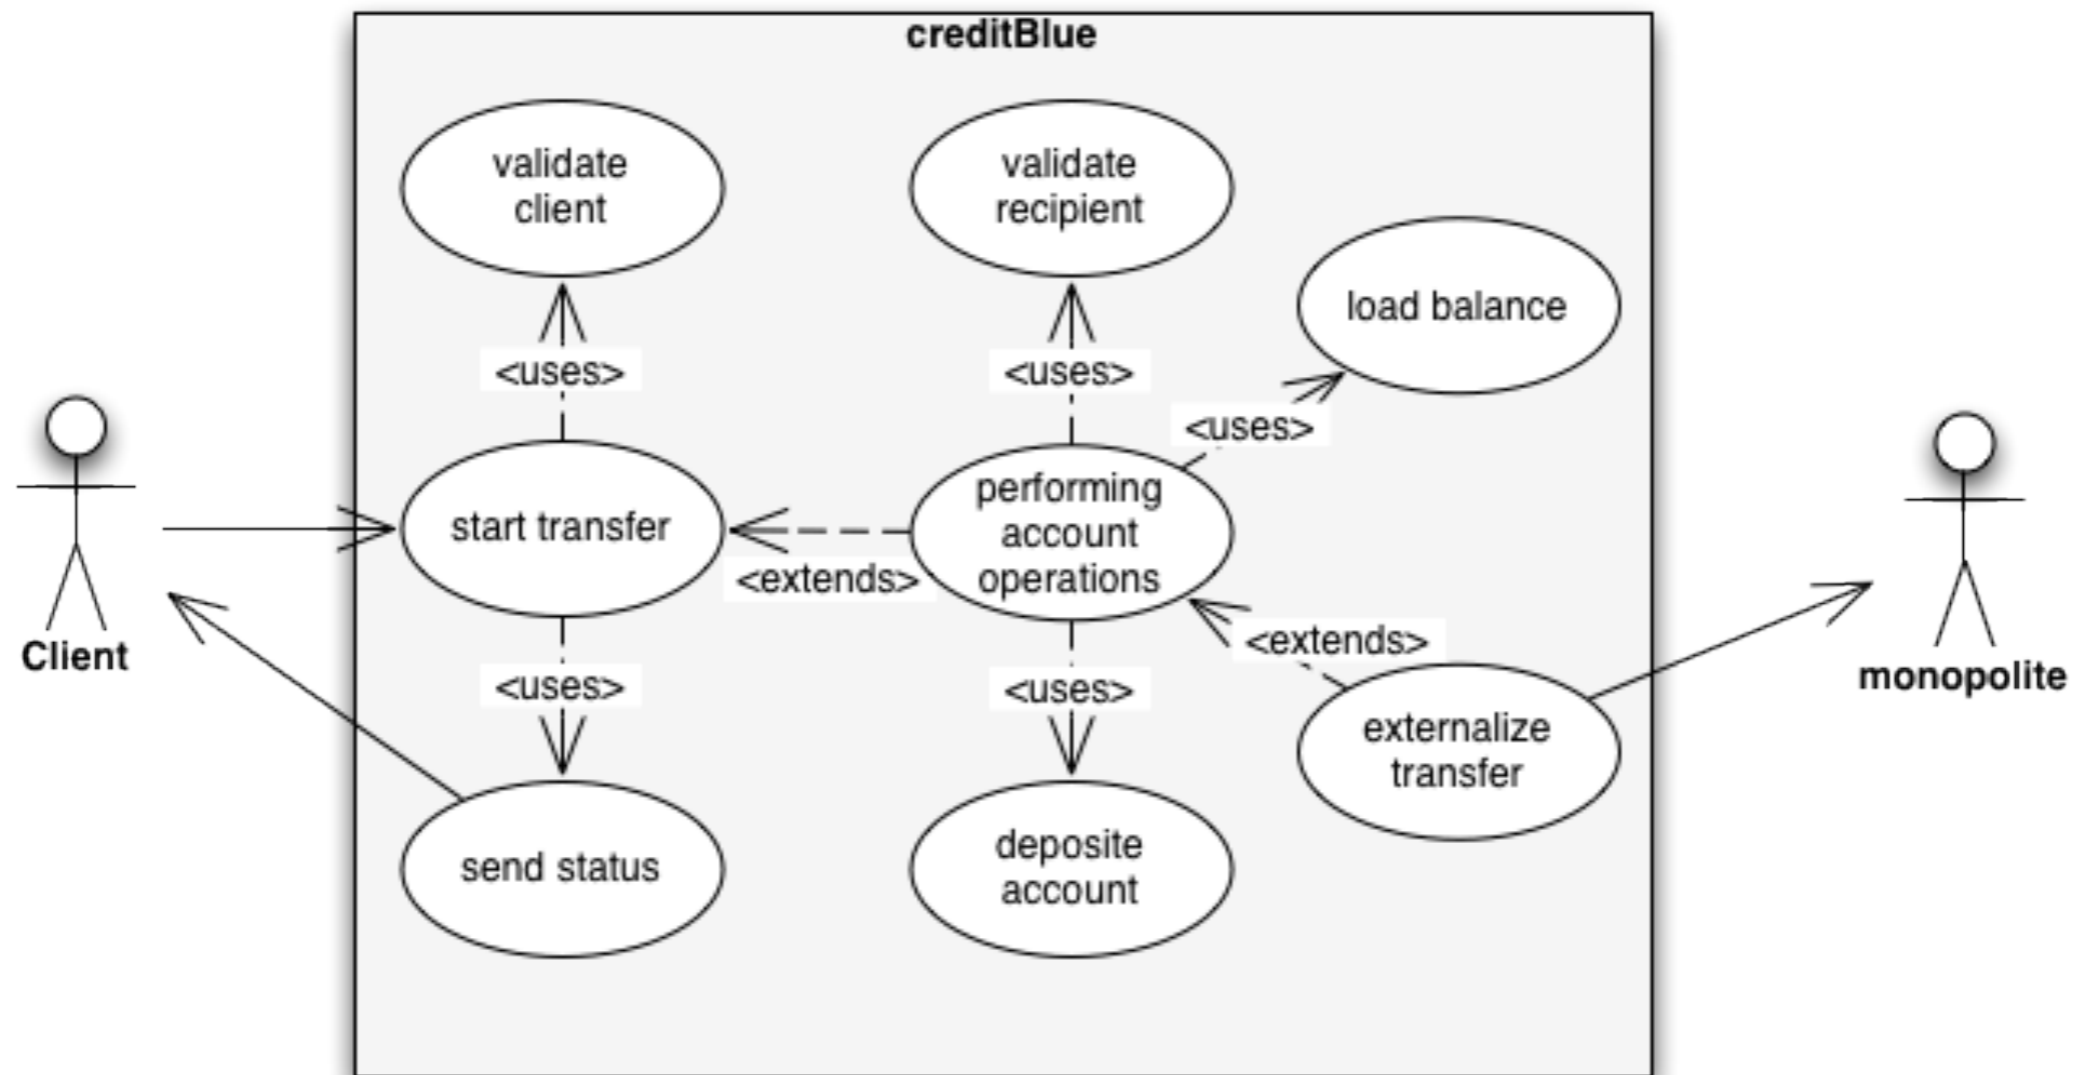 creditBlue
validate
client
validate
recipient
load balance
<uses>
<uses>
<uses>
start transfer
performing
account
operations
<extends>
<extends>
Client
monopolite
<uses>
<uses>
externalize
transfer
send status
deposite
account